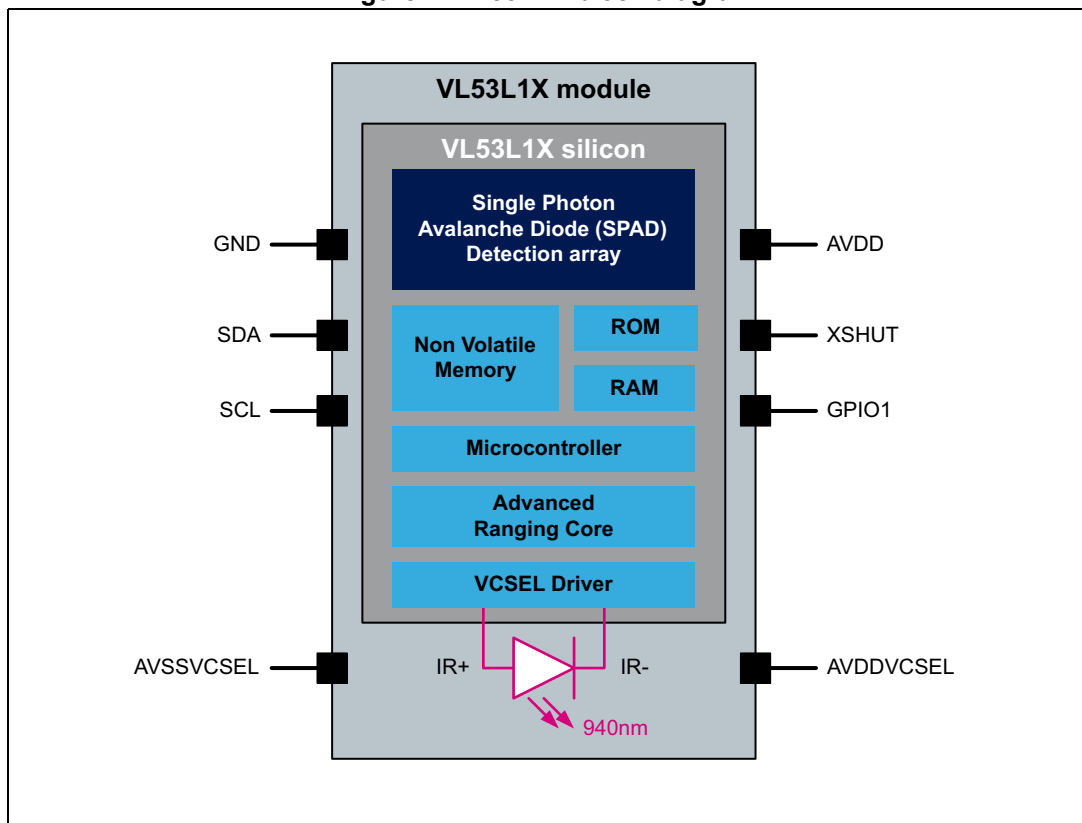 VL53L1X module
VL53L1X silicon
Single Photon
Avalanche Diode (SPAD)
Detection array
GND
AVDD
SDA
Non Volatile
Memory
ROM
XSHUT
RAM
SCL
GPIO1
Microcontroller
Advanced
Ranging Core
VCSEL Driver
AVSSVCSEL
IR+
IR-
AVDDVCSEL
940nm